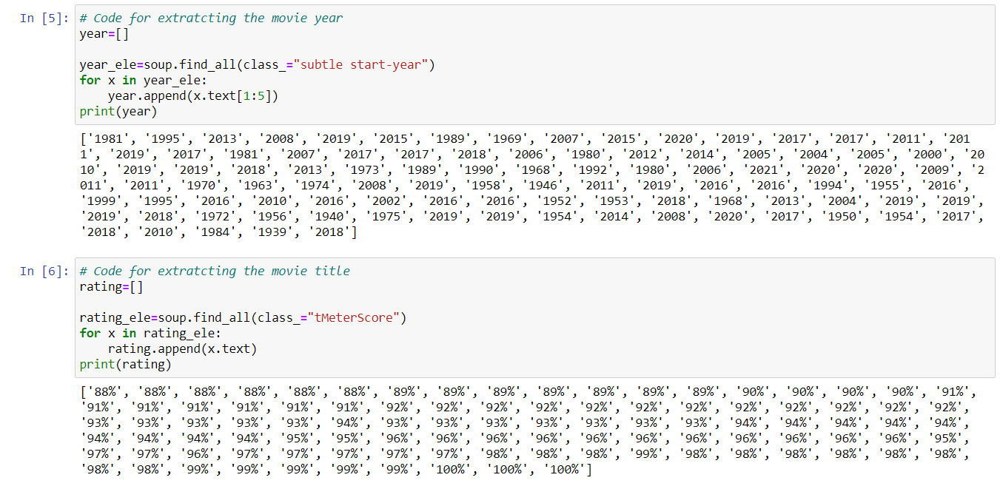 In [5]: # Code for extratcting the movie year
year=[]
year_ele=soup.find_all(class_="subtle start-year")
for x in year_ele:
    year.append(x.text[1:5])
print(year)
['1981', '1995', '2013', '2008', '2019', '2015', '1989', '1969', '2007', '2015', '2020', '2019', '2017', '2017', '2011', '201
1', '2019', '2017', '1981', '2007', '2017', '2017', '2018', '2006', '1980', '2012', '2014', '2005', '2004', '2005', '2000', '20
10', '2019', '2019', '2018', '2013', '1973', '1989', '1990', '1968', '1992', '1980', '2006', '2021', '2020', '2020', '2009', '2
011', '2011', '1970', '1963', '1974', '2008', '2019', '1958', '1946', '2011', '2019', '2016', '2016', '1994', '1955', '2016',
'1999', '1995', '2016', '2010', '2016', '2002', '2016', '2016', '1952', '1953', '2018', '1968', '2013', '2004', '2019', '2019',
'2019', '2018', '1972', '1956', '1940', '1975', '2019', '2019', '1954', '2014', '2008', '2020', '2017', '1950', '1954', '2017',
'2018', '2010', '1984', '1939', '2018']
In [6]: # Code for extratcting the movie title
rating=[]
rating_ele=soup.find_all(class_="tMeterScore")
for x in rating_ele:
    rating.append(x.text)
print(rating)
['88%', '88%', '88%', '88%', '88%', '88%', '89%', '89%', '89%', '89%', '89%', '89%', '89%', '90%', '90%', '90%', '90%', '91%',
'91%', '91%', '91%', '91%', '91%', '91%', '92%', '92%', '92%', '92%', '92%', '92%', '92%', '92%', '92%', '92%', '92%', '92%',
'93%', '93%', '93%', '93%', '93%', '94%', '93%', '93%', '93%', '93%', '93%', '93%', '93%', '94%', '94%', '94%', '94%', '94%',
'94%', '94%', '94%', '94%', '95%', '95%', '96%', '96%', '96%', '96%', '96%', '96%', '96%', '96%', '96%', '96%', '96%', '95%',
'97%', '97%', '96%', '97%', '97%', '97%', '97%', '97%', '98%', '98%', '98%', '99%', '98%', '98%', '98%', '98%', '98%', '98%',
'98%', '98%', '99%', '99%', '99%', '99%', '99%', '100%', '100%', '100%']